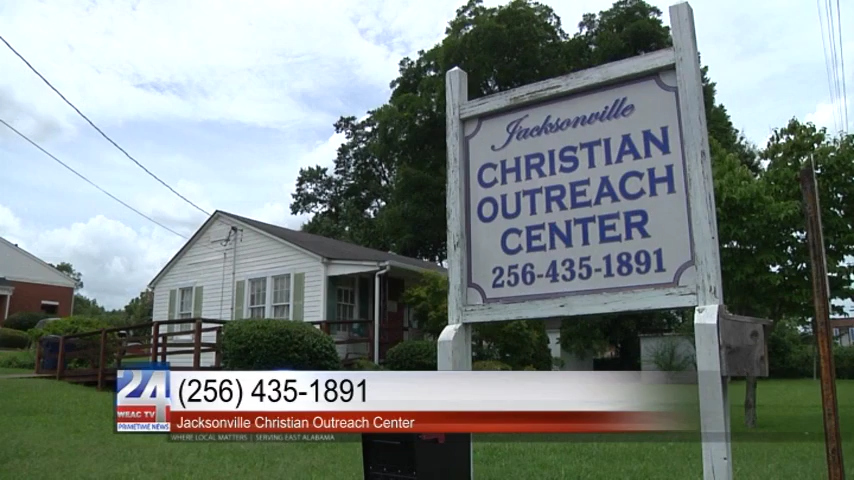 Jacksonville
CHRISTIAN
OUTREACH
CENTER
256-435-1891
24
WEAC TV
PRIMETIME NEWS
(256) 435-1891
Jacksonville Christian Outreach Center
WHERE LOCAL MATTERS | SERVING EAST ALABAMA